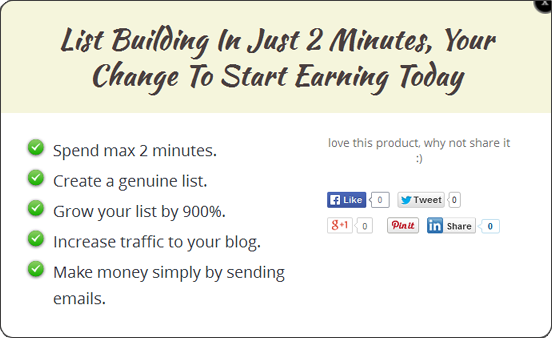 x
List Building In Just 2 Minutes, Your
Change To Start Earning Today
Spend max 2 minutes.
Create a genuine list.
Grow your list by 900%.
Increase traffic to your blog.
Make money simply by sending
emails.
love this product, why not share it
:)
Like 0 Tweet 0
g+1 0 Pin it in Share 0